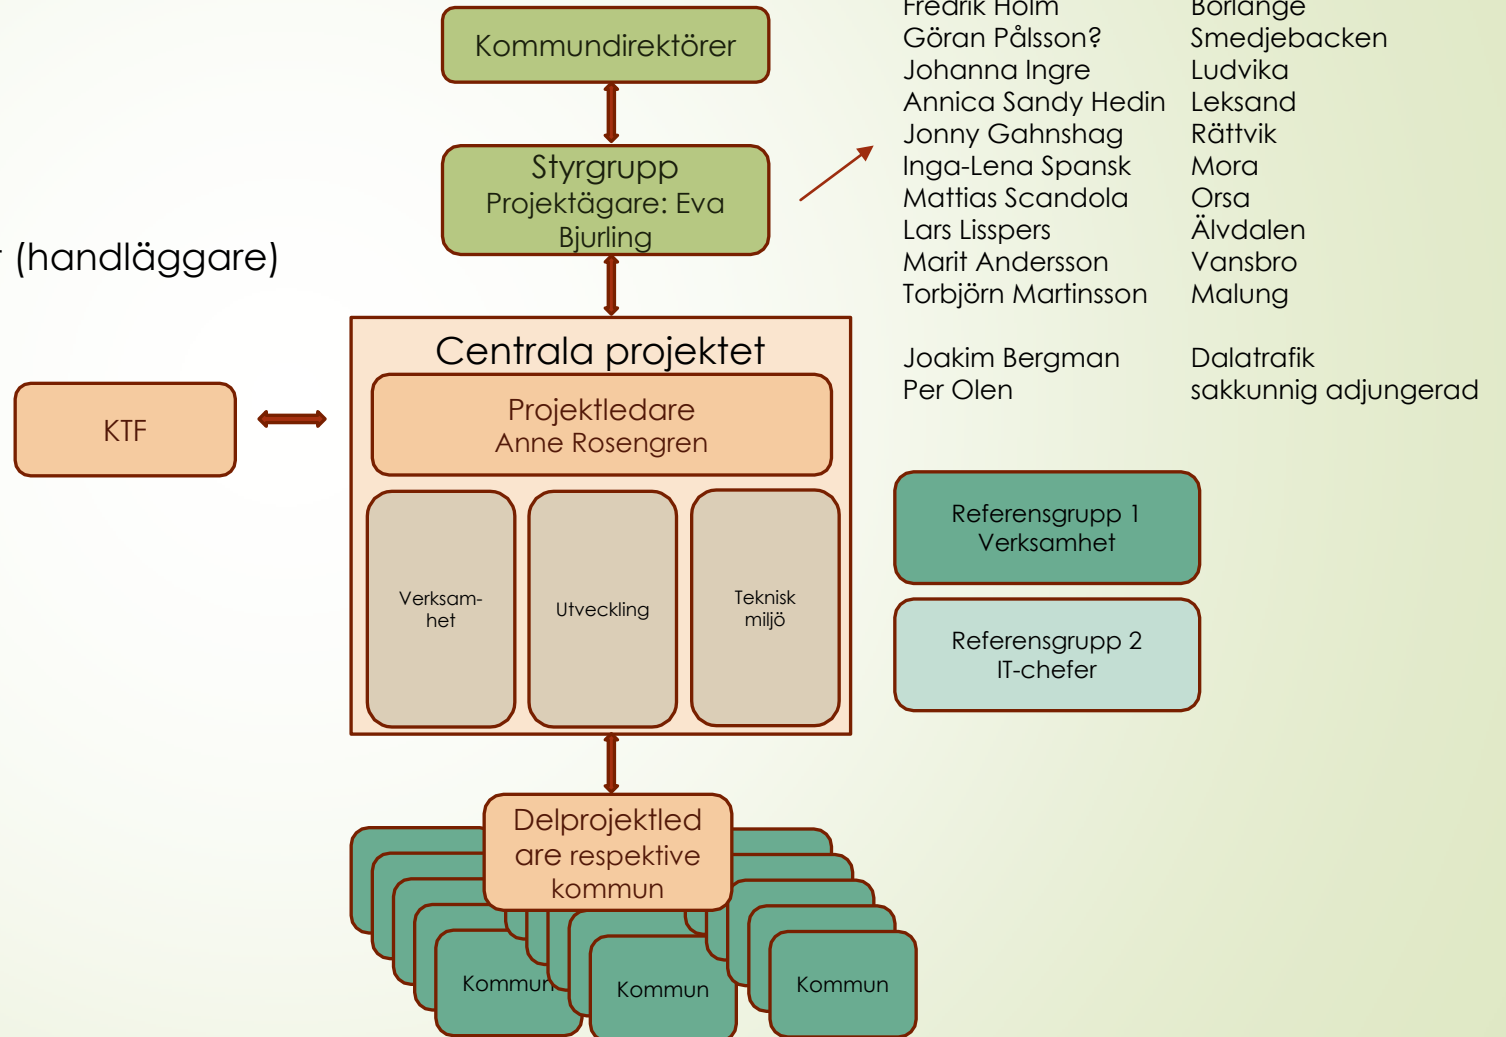 Fredrik Holm Borlänge
Göran Pålsson? Smedjebacken
Johanna Ingre Ludvika
Annica Sandy Hedin Leksand
Jonny Gahnshag Rättvik
Inga-Lena Spansk Mora
Mattias Scandola Orsa
Lars Lisspers Älvdalen
Marit Andersson Vansbro
Torbjörn Martinsson Malung
Joakim Bergman Dalatrafik
Per Olen sakkunnig adjungerad
Kommundirektörer
Styrgrupp
Projektägare: Eva
Bjurling
(handläggare)
Centrala projektet
Projektledare
Anne Rosengren
KTF
Verksam-
het
Utveckling
Teknisk
miljö
Referensgrupp 1
Verksamhet
Referensgrupp 2
IT-chefer
Delprojektled
are respektive
kommun
Kommun
Kommun
Kommun